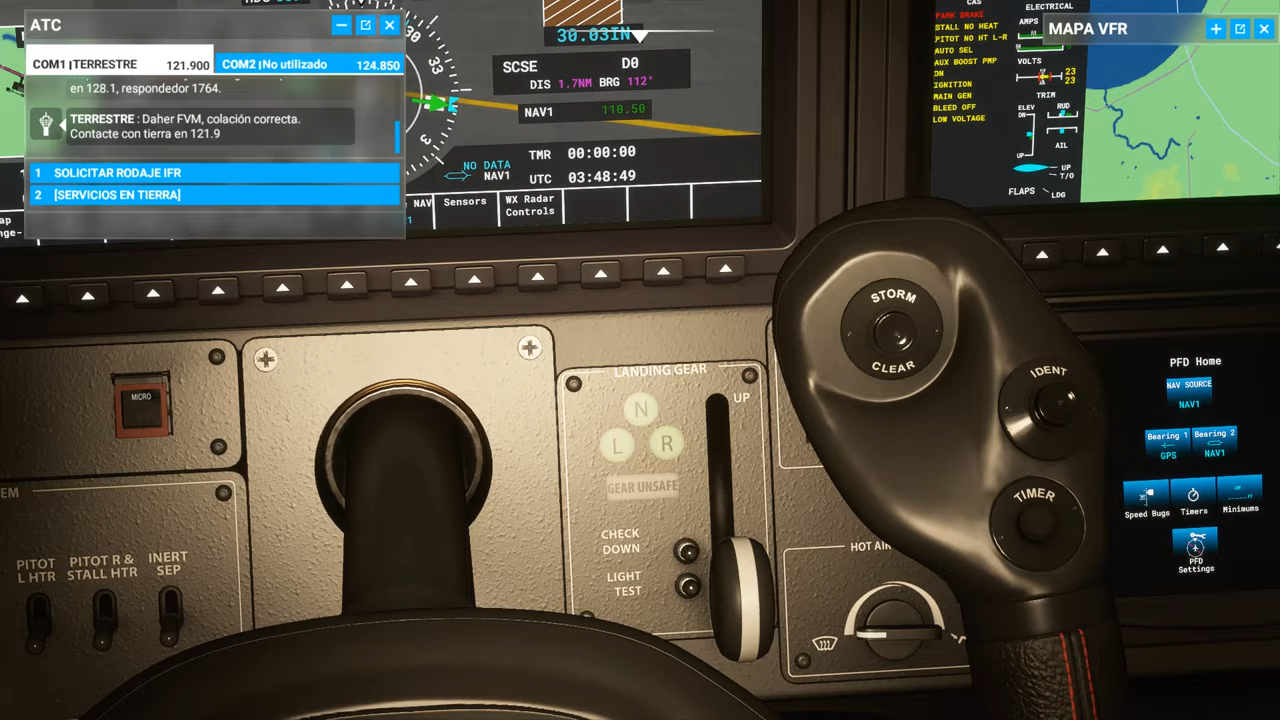 ATC
COM1 ¡TERRESTRE 121.900
COM2 ¡No utilizado 124.850
en 128.1, respondedor 1764.
TERRESTRE : Daher FVM, colación correcta.
Contacte con tierra en 121.9
1 SOLICITAR RODAJE IFR
2 [SERVICIOS EN TIERRA]
30
33
3
30.03IN
SCSE D0
DIS 1.7NM BRG 112°
NAV1 110.50
NO DATA
NAV1
TMR 00:00:00
UTC 03:48:49
NAV
Sensors
WX Radar
Controls
CAS
PARK BRAKE
STALL NO HEAT
PITOT NO HT L-R
AUTO SEL
AUX BOOST PMP
ON
IGNITION
MAIN GEN
BLEED OFF
LOW VOLTAGE
ELECTRICAL
AMPS
VOLTS
23
23
TRIM
ELEV
RUD
DN
UP
AIL
UP
T/O
FLAPS
LDG
MAPA VFR
MICRO
PITOT
L HTR
PITOT R &
STALL HTR
INERT
SEP
LANDING GEAR
UP
N
L
R
GEAR UNSAFE
CHECK
DOWN
LIGHT
TEST
HOT AIR
STORM
CLEAR
IDENT
TIMER
PFD Home
NAV SOURCE
NAV1
Bearing 1
GPS
Bearing 2
NAV1
Speed Bugs
Timers
Minimums
PFD
Settings